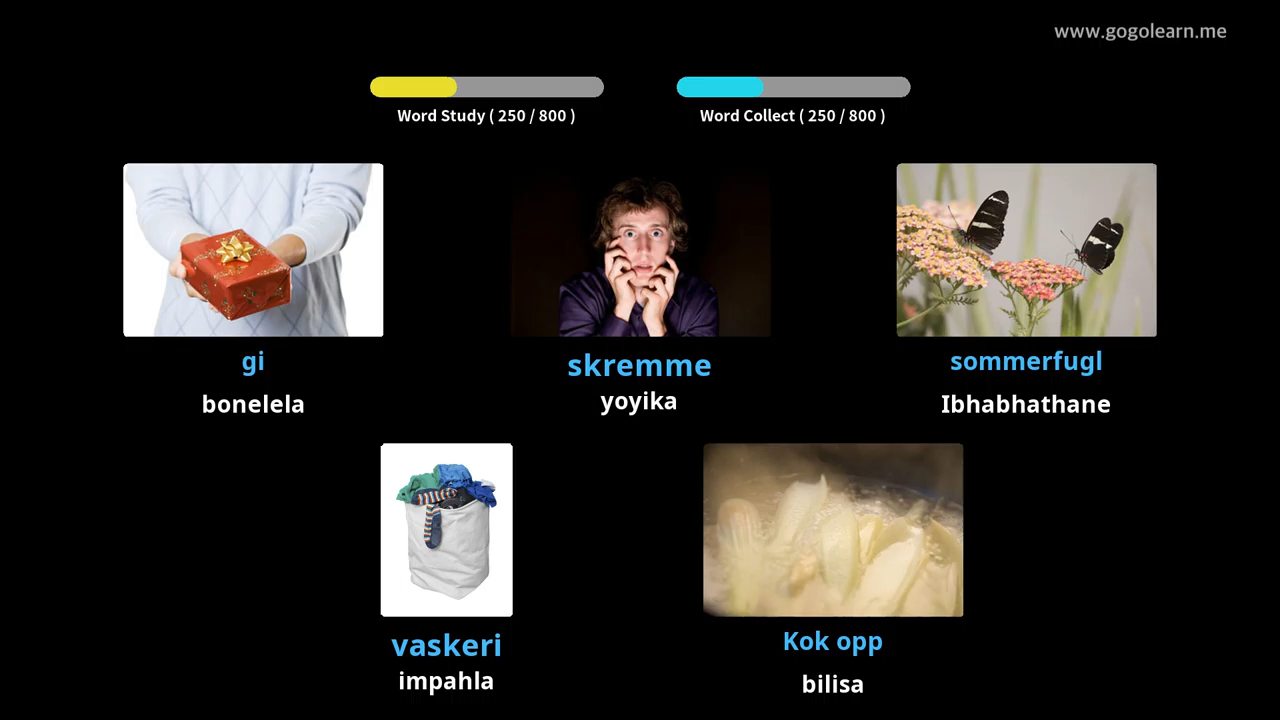 www.gogolearn.me
Word Study ( 250 / 800 )
Word Collect ( 250 / 800 )
gi
bonelela
skremme
yoyika
sommerfugl
Ibhabhathane
vaskeri
impahla
Kok opp
bilisa